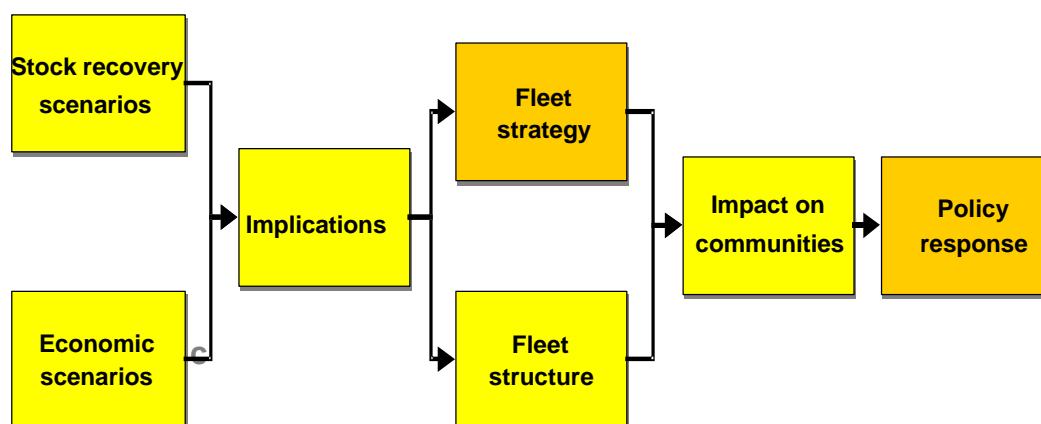 Stock recovery
scenarios
Economic
scenarios
c
Implications
Fleet
strategy
Fleet
structure
Impact on
communities
Policy
response